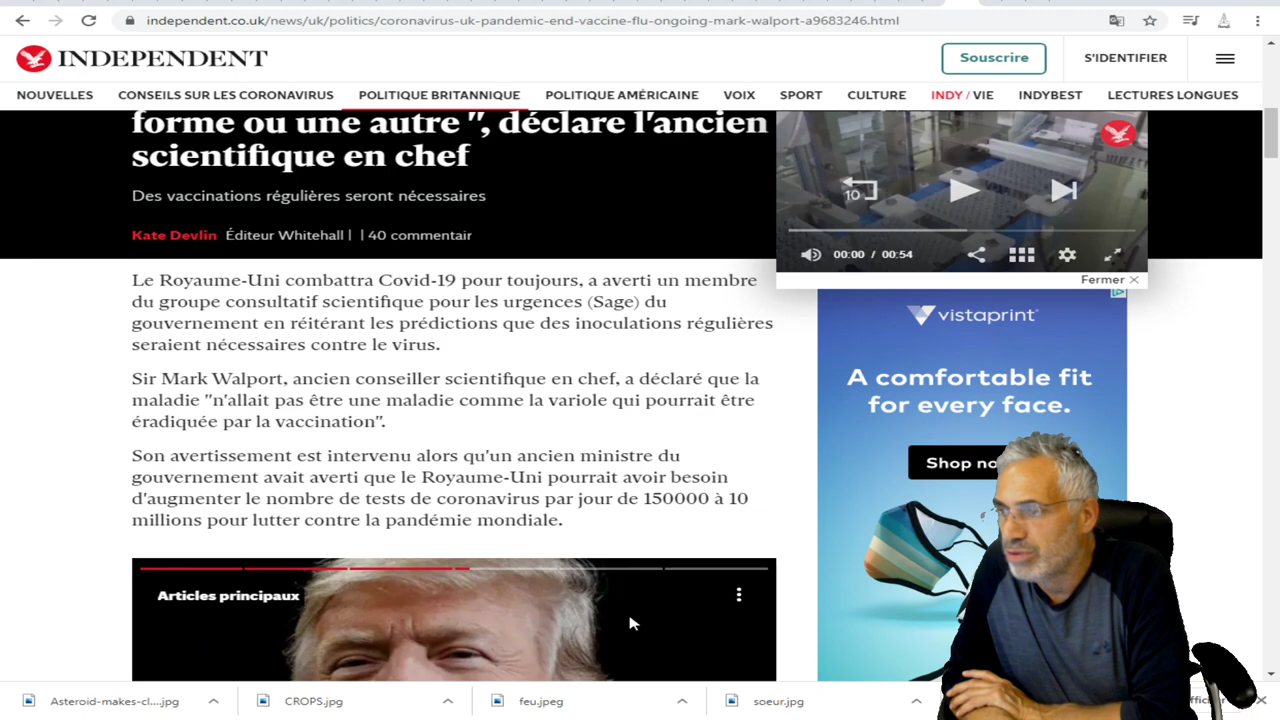 independent.co.uk/news/uk/politics/coronavirus-uk-pandemic-end-vaccine-flu-ongoing-mark-walport-a9683246.html
INDEPENDENT
Souscrire
S'IDENTIFIER
NOUVELLES CONSEILS SUR LES CORONAVIRUS POLITIQUE BRITANNIQUE POLITIQUE AMÉRICAINE VOIX SPORT CULTURE INDY / VIE INDYBEST LECTURES LONGUES
forme ou une autre ", déclare l'ancien
scientifique en chef
Des vaccinations régulières seront nécessaires
Kate Devlin Éditeur Whitehall | | 40 commentair
10
00:00 / 00:54
Fermer
Le Royaume-Uni combattra Covid-19 pour toujours, a averti un membre
du groupe consultatif scientifique pour les urgences (Sage) du
gouvernement en réitérant les prédictions que des inoculations régulières
seraient nécessaires contre le virus.
Sir Mark Walport, ancien conseiller scientifique en chef, a déclaré que la
maladie "n'allait pas être une maladie comme la variole qui pourrait être
éradiquée par la vaccination".
Son avertissement est intervenu alors qu'un ancien ministre du
gouvernement avait averti que le Royaume-Uni pourrait avoir besoin
d'augmenter le nombre de tests de coronavirus par jour de 150000 à 10
millions pour lutter contre la pandémie mondiale.
Articles principaux
vistaprint
A comfortable fit
for every face.
Shop
Asteroid-makes-cl....jpg
CROPS.jpg
feu.jpeg
soeur.jpg